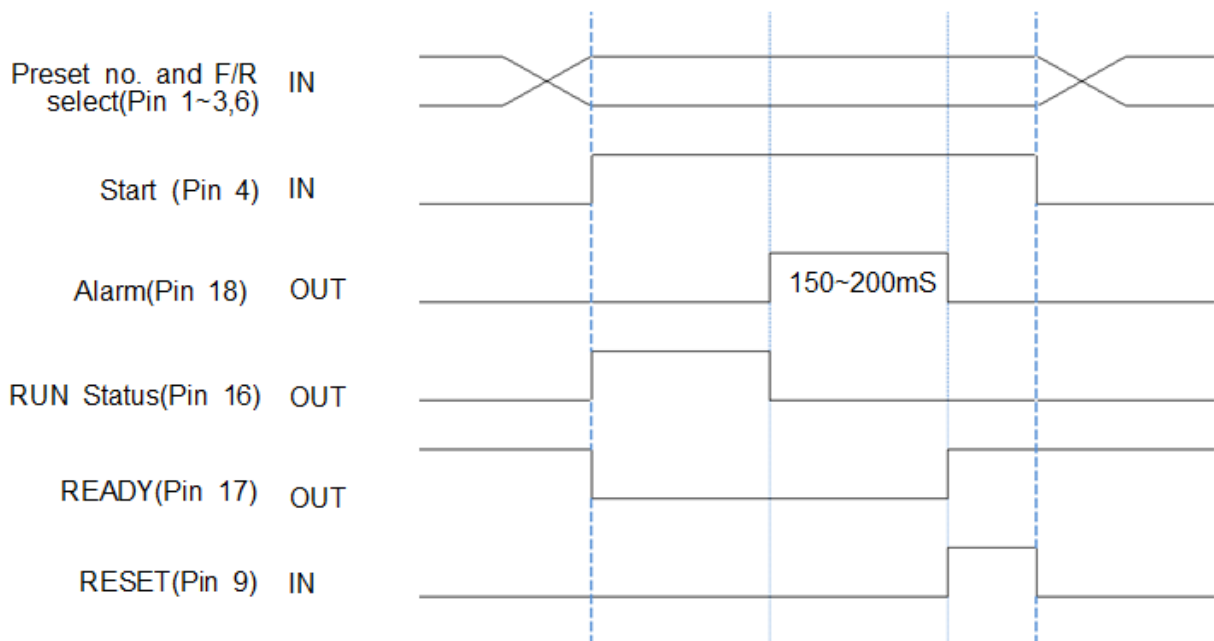 Preset no. and F/R IN
select(Pin 1~3,6)
Start (Pin 4) IN
Alarm(Pin 18) OUT 150~200mS
RUN Status(Pin 16) OUT
READY(Pin 17) OUT
RESET(Pin 9) IN